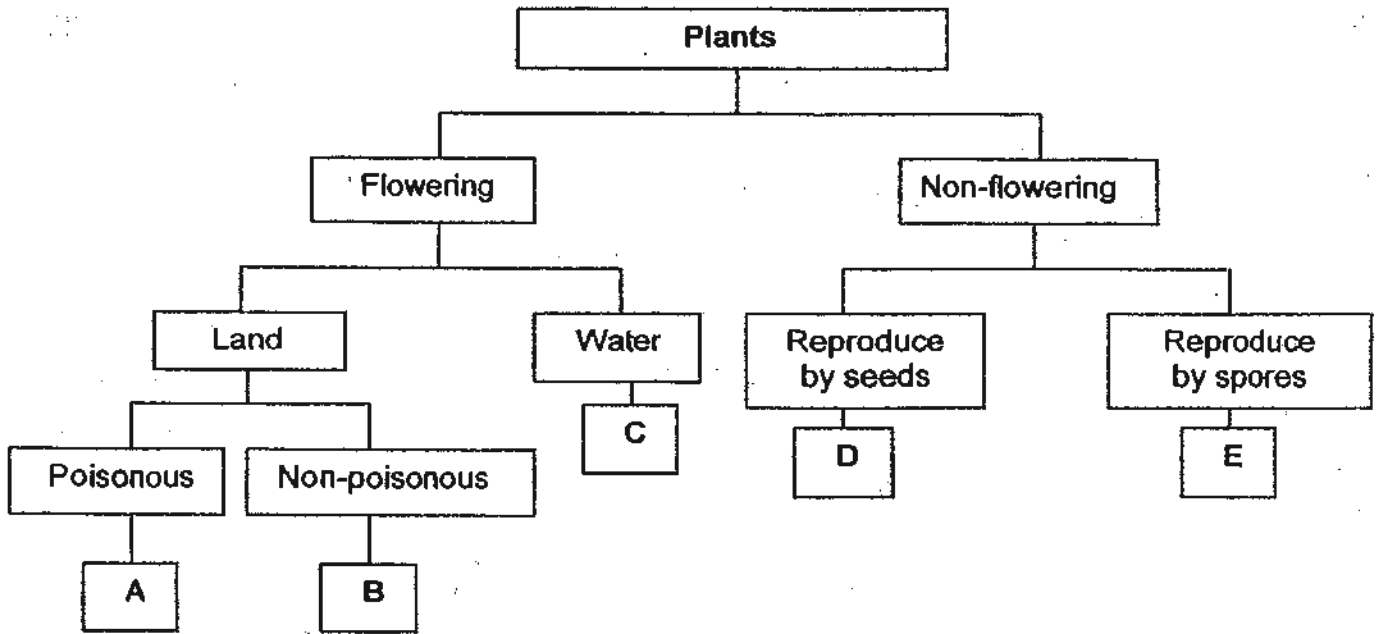 Plants
Flowering
Non-flowering
Land
Water
Reproduce
by seeds
Reproduce
by spores
C
D
E
Poisonous
Non-poisonous
A
B